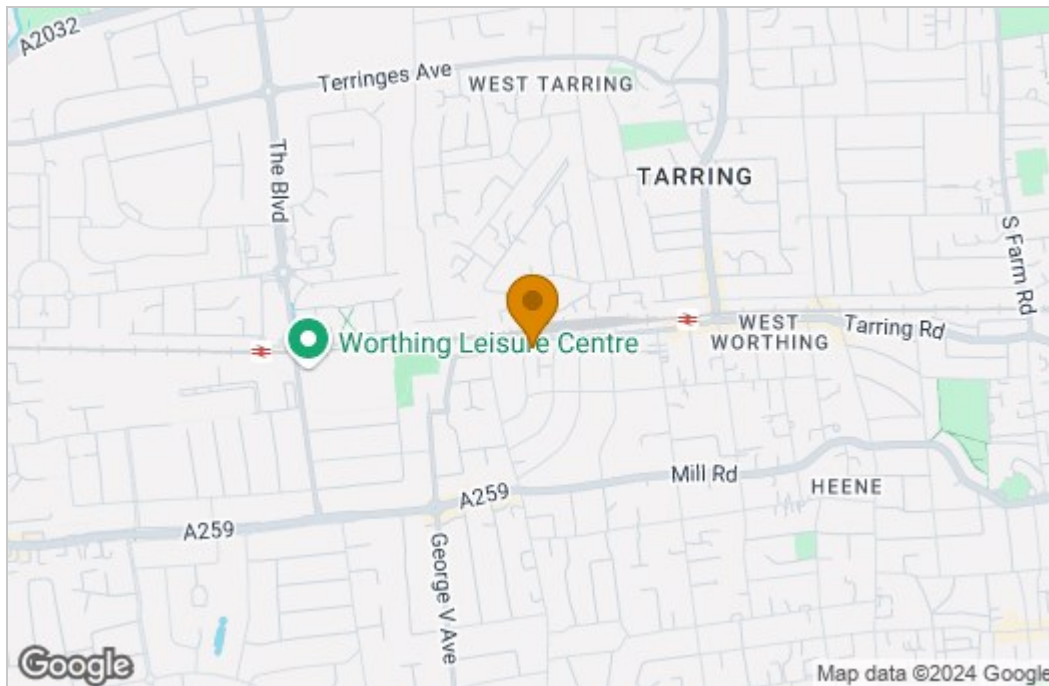 A2032
Terringes Ave
WEST TARRING
The Blvd
TARRING
S Farm Rd
Worthing Leisure Centre
WEST
WORTHING
Tarring Rd
Mill Rd
HEENE
A259
A259
George V Ave
Google
Map data ©2024 Google